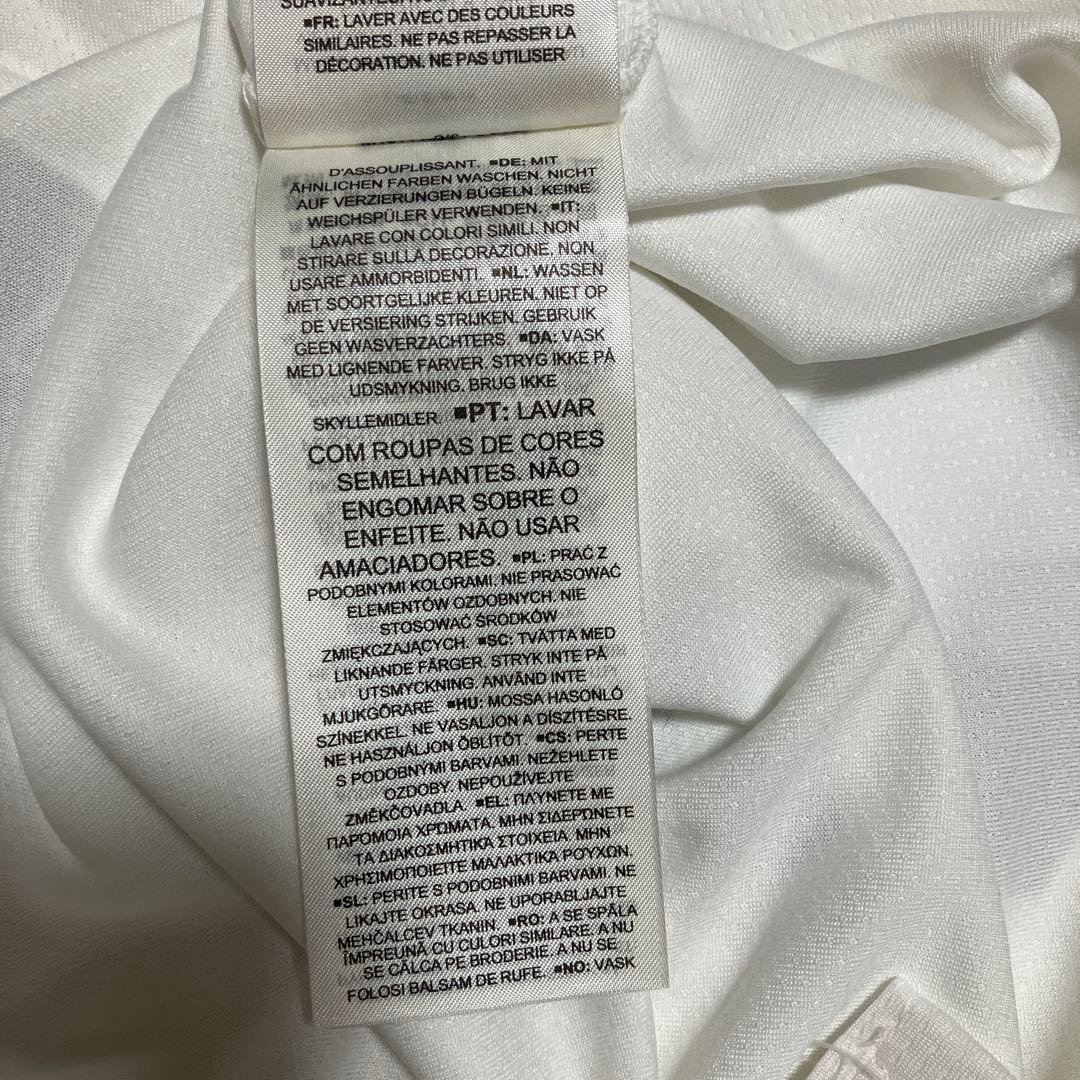 ■FR: LAVER AVEC DES COULEURS
SIMILAIRES. NE PAS REPASSER LA
DÉCORATION. NE PAS UTILISER
D'ASSOUPLISSANT. ■DE: MIT
ÄHNLICHEN FARBEN WASCHEN. NICHT
AUF VERZIERUNGEN BÜGELN. KEINE
WEICHSPÜLER VERWENDEN. ■IT:
LAVARE CON COLORI SIMILI. NON
STIRARE SULLA DECORAZIONE. NON
USARE AMMORBIDENTI. ■NL: WASSEN
MET SOORTGELIJKE KLEUREN. NIET OP
DE VERSIERING STRIJKEN. GEBRUIK
GEEN WASVERZACHTERS. ■DA: VASK
MED LIGNENDE FARVER. STRYG IKKE PÅ
UDSMYKNING. BRUG IKKE
SKYLLEMIDLER. ■PT: LAVAR
COM ROUPAS DE CORES
SEMELHANTES. NÃO
ENGOMAR SOBRE O
ENFEITE. NÃO USAR
AMACIADORES. ■PL: PRAĆ Z
PODOBNYMI KOLORAMI. NIE PRASOWAĆ
ELEMENTÓW OZDOBNYCH. NIE
STOSOWAĆ ŚRODKÓW
ZMIĘKCZAJĄCYCH. ■SC: TVÄTTA MED
LIKNANDE FÄRGER. STRYK INTE PÅ
UTSMYCKNING. ANVÄND INTE
MJUKGÖRARE. ■HU: MOSSA HASONLÓ
SZÍNEKKEL. NE VASALJON A DÍSZÍTÉSRE.
NE HASZNÁLJON ÖBLÍTŐT. ■CS: PERTE
S PODOBNÝMI BARVAMI. NEŽEHLETE
OZDOBY. NEPOUŽÍVEJTE
ZMĚKČOVADLA. ■EL: ΠΛΥΝΕΤΕ ΜΕ
ΠΑΡΟΜΟΙΑ ΧΡΩΜΑΤΑ. ΜΗΝ ΣΙΔΕΡΩΝΕΤΕ
ΤΑ ΔΙΑΚΟΣΜΗΤΙΚΑ ΣΤΟΙΧΕΙΑ. ΜΗΝ
ΧΡΗΣΙΜΟΠΟΙΕΙΤΕ ΜΑΛΑΚΤΙΚΑ ΡΟΥΧΩΝ.
■SL: PERITE S PODOBNIMI BARVAMI. NE
LIKAJTE OKRASA. NE UPORABLJAJTE
MEHČALCEV TKANIN. ■RO: A SE SPĂLA
ÎMPREUNĂ CU CULORI SIMILARE. A NU
SE CĂLCA PE BRODERIE. A NU SE
FOLOSI BALSAM DE RUFE. ■NO: VASK